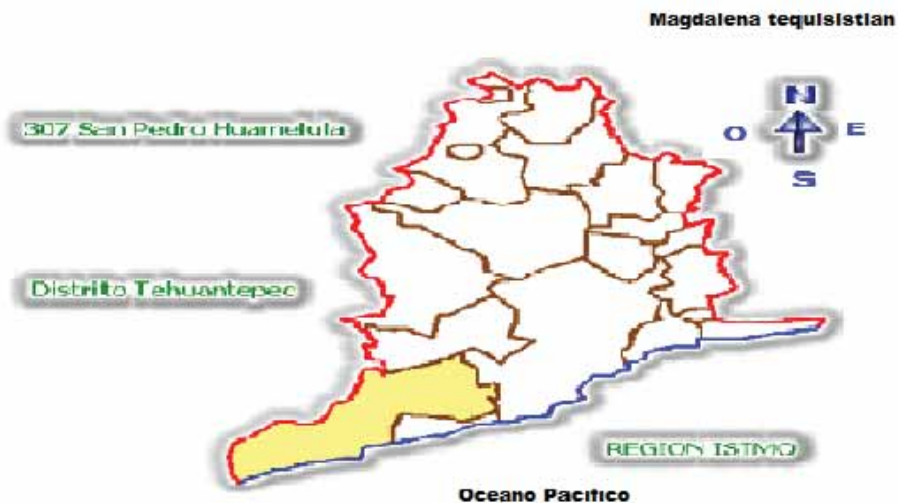 Magdalena tequisistlan
307 San Pedro Huamelula
N
O E
S
Distrito Tehuantepec
REGION ISTMO
Oceano Pacifico